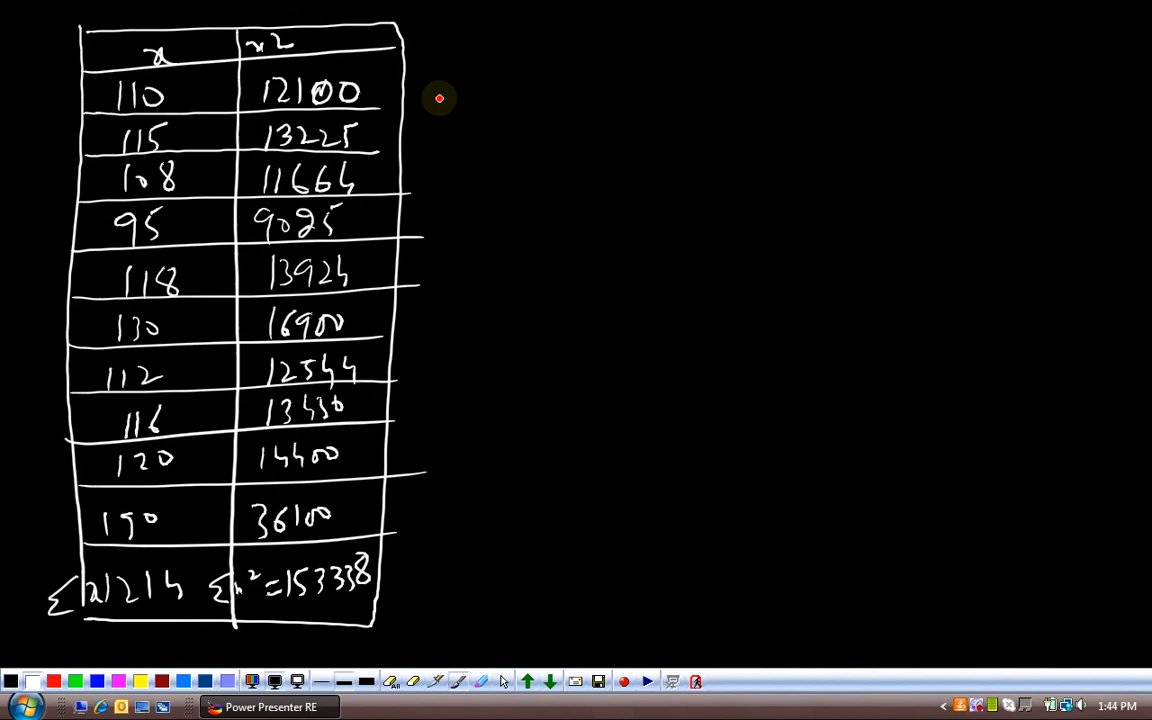 x x2
110 12100
115 13225
108 11664
95 9025
118 13924
130 16900
112 12544
116 13456
120 14400
190 36100
Σx1214 Σx²=153338
Power Presenter RE
1:44 PM